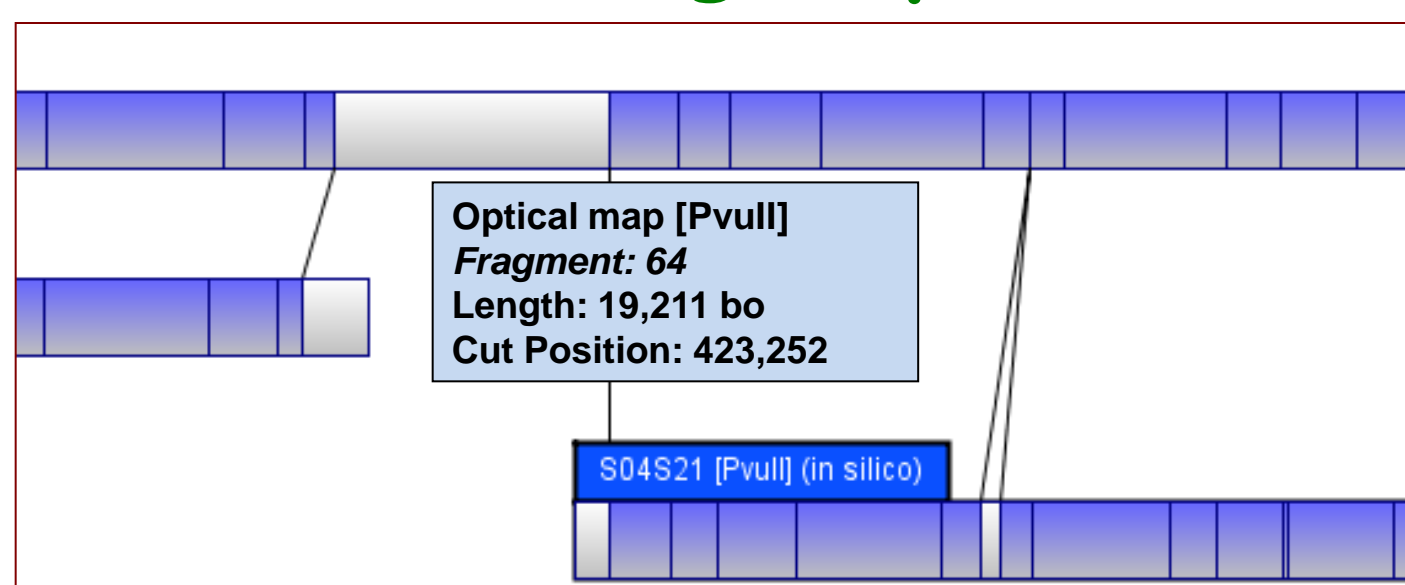 Optical map [PvuII]
Fragment: 64
Length: 19,211 bo
Cut Position: 423,252
S04S21 [PvuII] (in silico)